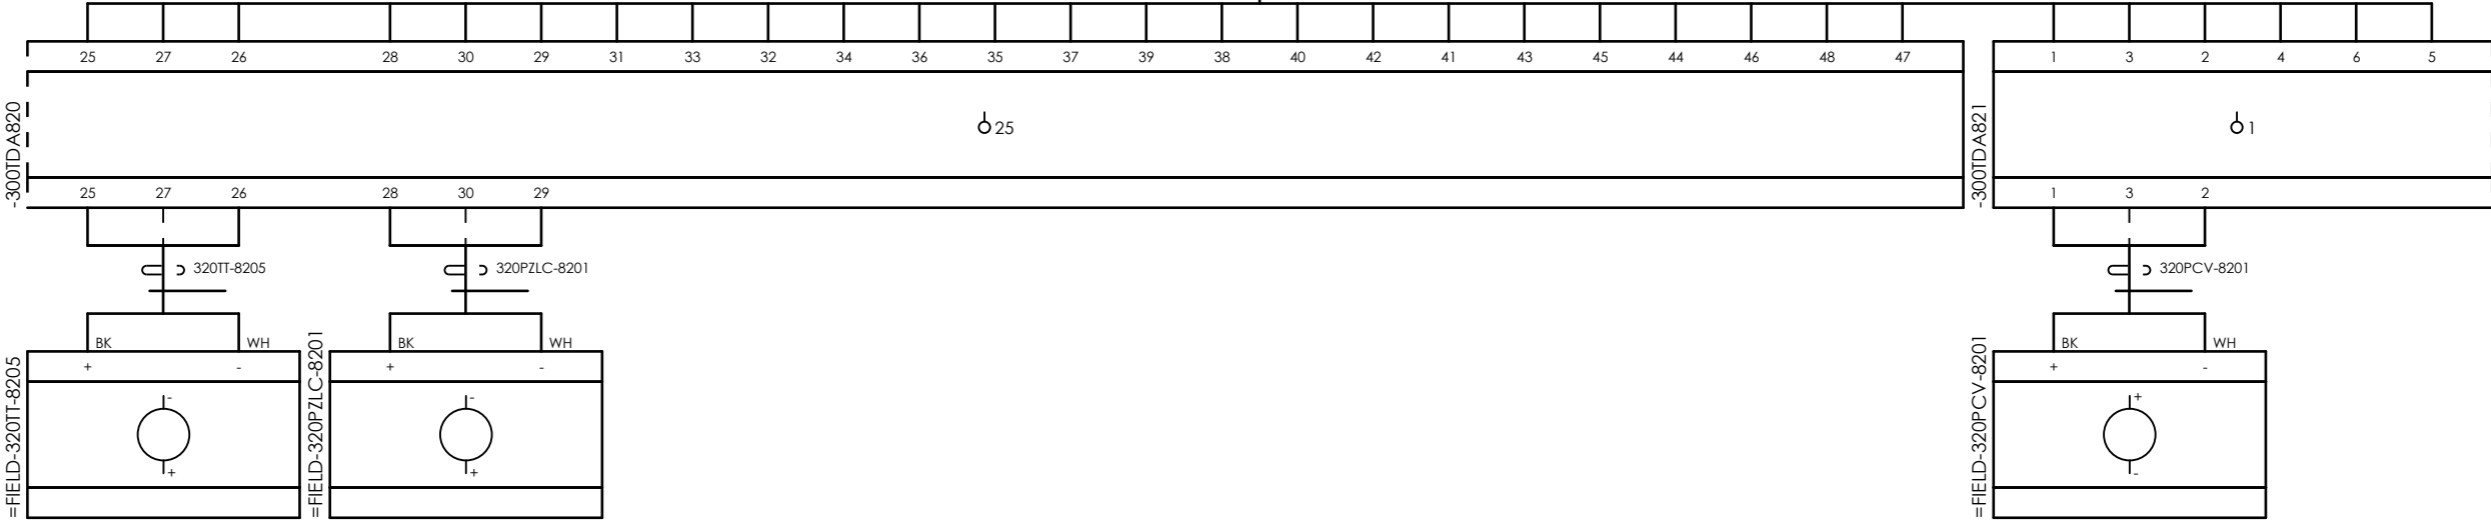 25 27 26 28 30 29 31 33 32 34 36 35 37 39 38 40 42 41 43 45 44 46 48 47 1 3 2 4 6 5
-300TDA820
25
-300TDA821
1
25 27 26 28 30 29 1 3 2
320TT-8205
320PZLC-8201
320PCV-8201
BK WH BK WH BK WH
=FIELD-320TT-8205
+ -
-
+
=FIELD-320PZLC-8201
+ -
-
+
=FIELD-320PCV-8201
+ -
+
-